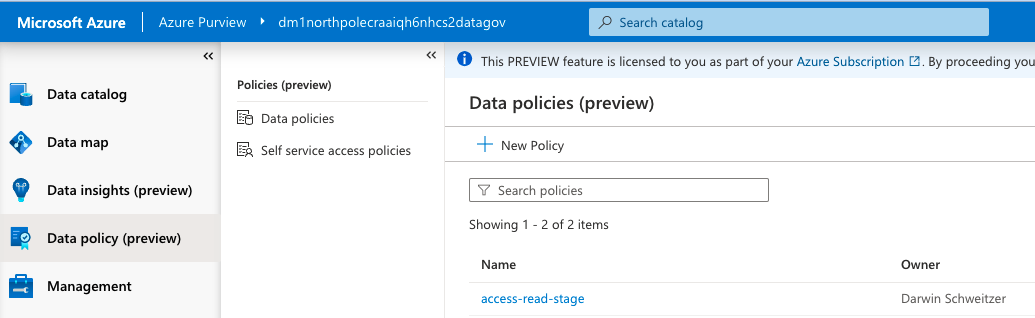 Microsoft Azure Azure Purview dm1northpolecraaiqh6nhcs2datagov Search catalog
Data catalog
Data map
Data insights (preview)
Data policy (preview)
Management
Policies (preview)
Data policies
Self service access policies
This PREVIEW feature is licensed to you as part of your Azure Subscription . By proceeding you
Data policies (preview)
New Policy
Search policies
Showing 1 - 2 of 2 items
Name Owner
access-read-stage Darwin Schweitzer